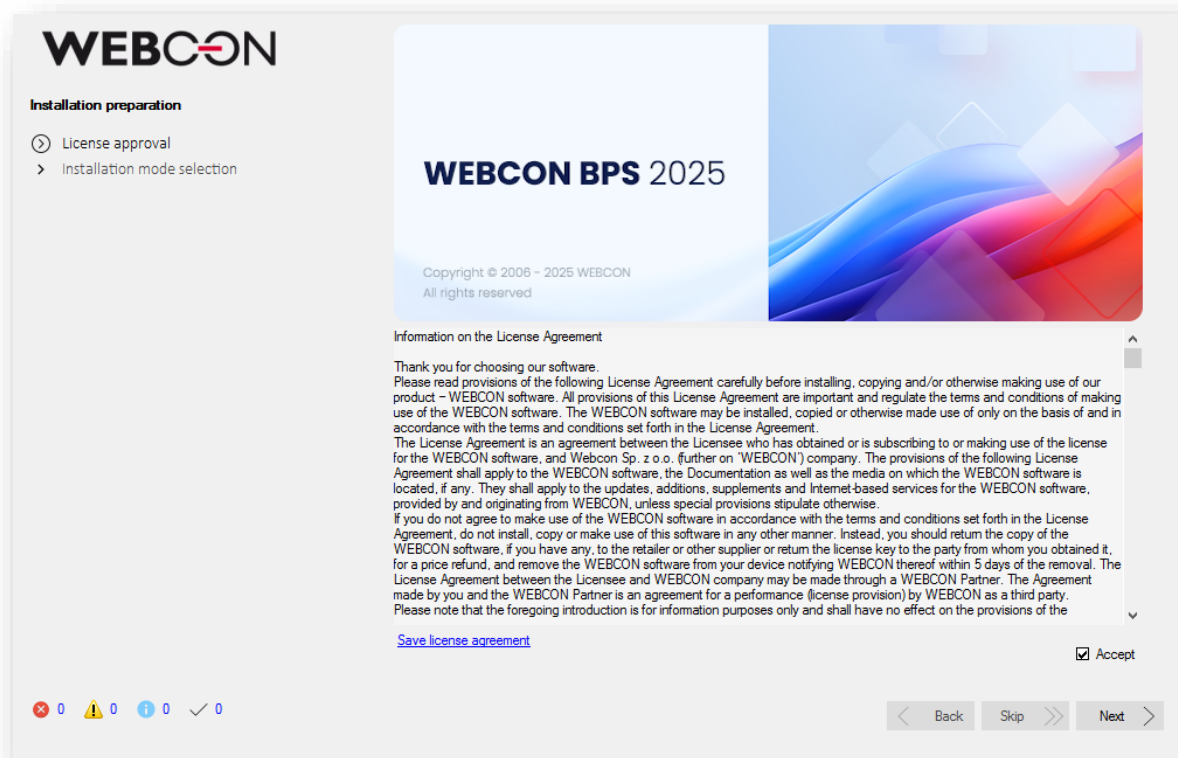 WEBCON
Installation preparation
License approval
Installation mode selection
WEBCON BPS 2025
Copyright © 2006 - 2025 WEBCON
All rights reserved
Information on the License Agreement
Thank you for choosing our software.
Please read provisions of the following License Agreement carefully before installing, copying and/or otherwise making use of our
product – WEBCON software. All provisions of this License Agreement are important and regulate the terms and conditions of making
use of the WEBCON software. The WEBCON software may be installed, copied or otherwise made use of only on the basis of and in
accordance with the terms and conditions set forth in the License Agreement.
The License Agreement is an agreement between the Licensee who has obtained or is subscribing to or making use of the license
for the WEBCON software, and Webcon Sp. z o.o. (further on 'WEBCON') company. The provisions of the following License
Agreement shall apply to the WEBCON software, the Documentation as well as the media on which the WEBCON software is
located, if any. They shall apply to the updates, additions, supplements and Internet-based services for the WEBCON software,
provided by and originating from WEBCON, unless special provisions stipulate otherwise.
If you do not agree to make use of the WEBCON software in accordance with the terms and conditions set forth in the License
Agreement, do not install, copy or make use of this software in any other manner. Instead, you should return the copy of the
WEBCON software, if you have any, to the retailer or other supplier or return the license key to the party from whom you obtained it,
for a price refund, and remove the WEBCON software from your device notifying WEBCON thereof within 5 days of the removal. The
License Agreement between the Licensee and WEBCON company may be made through a WEBCON Partner. The Agreement
made by you and the WEBCON Partner is an agreement for a performance (license provision) by WEBCON as a third party.
Please note that the foregoing introduction is for information purposes only and shall have no effect on the provisions of the
Save license agreement
Accept
0 0 0 0
Back Skip Next